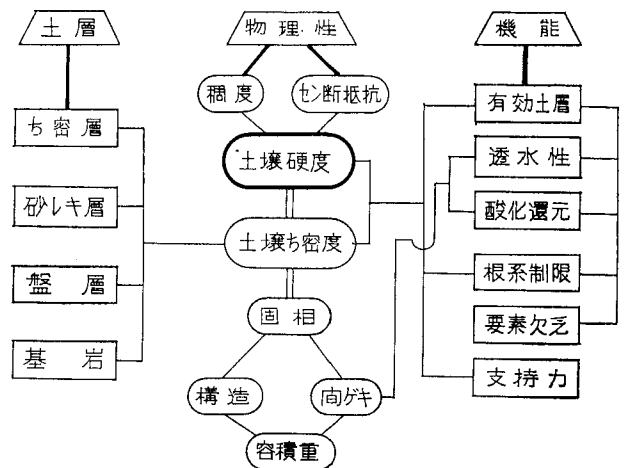 土層
物理・性
機能
稠度
セン断抵抗
有効土層
ち密層
土壌硬度
透水性
砂レキ層
酸化還元
土壌ち密度
盤層
根系制限
固相
要素欠乏
基岩
構造
間ゲキ
支持力
容積重